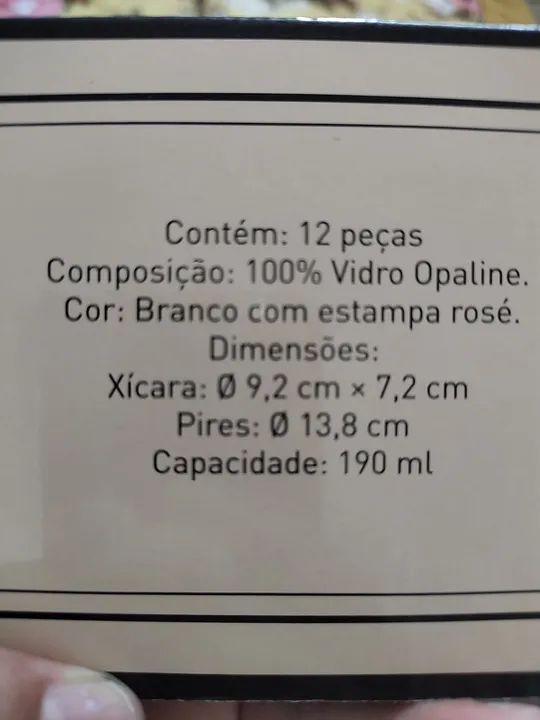 Contém: 12 peças
Composição: 100% Vidro Opaline.
Cor: Branco com estampa rosé.
Dimensões:
Xícara: Ø 9,2 cm × 7,2 cm
Pires: Ø 13,8 cm
Capacidade: 190 ml